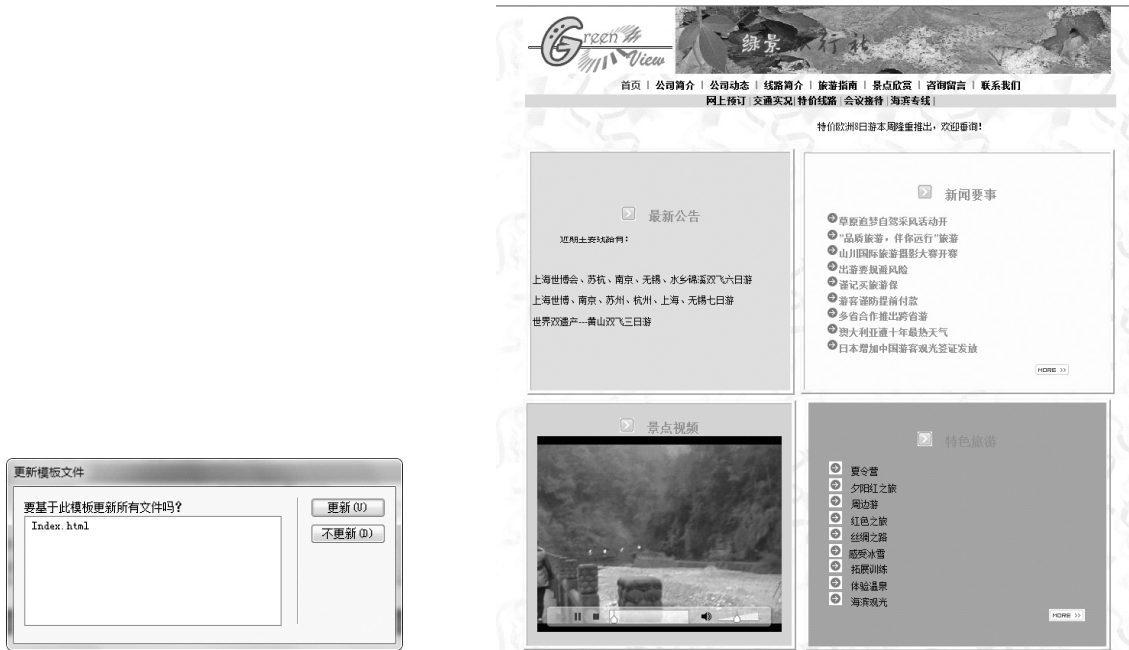 更新模板文件
要基于此模板更新所有文件吗?
Index.html
更新(U)
不更新(D)
Green View
绿景旅行社
首页 | 公司简介 | 公司动态 | 线路简介 | 旅游指南 | 景点欣赏 | 咨询留言 | 联系我们
网上预订 | 交通实况 | 特价线路 | 会议接待 | 海滨专线 |
特价欧洲8日游本周隆重推出，欢迎垂询!
最新公告
近期主要线路有:
上海世博会、苏杭、南京、无锡、水乡锦溪双飞六日游
上海世博、南京、苏州、杭州、上海、无锡七日游
世界双遗产---黄山双飞三日游
新闻要事
草原追梦自驾采风活动开
"品质旅游，伴你远行"旅游
山川国际旅游摄影大赛开赛
出游要规避风险
谨记买旅游保
游客谨防提前付款
多省合作推出跨省游
澳大利亚遭十年最热天气
日本增加中国游客观光签证发放
MORE >>
景点视频
特色旅游
夏令营
夕阳红之旅
周边游
红色之旅
丝绸之路
感受冰雪
拓展训练
体验温泉
海滨观光
MORE >>